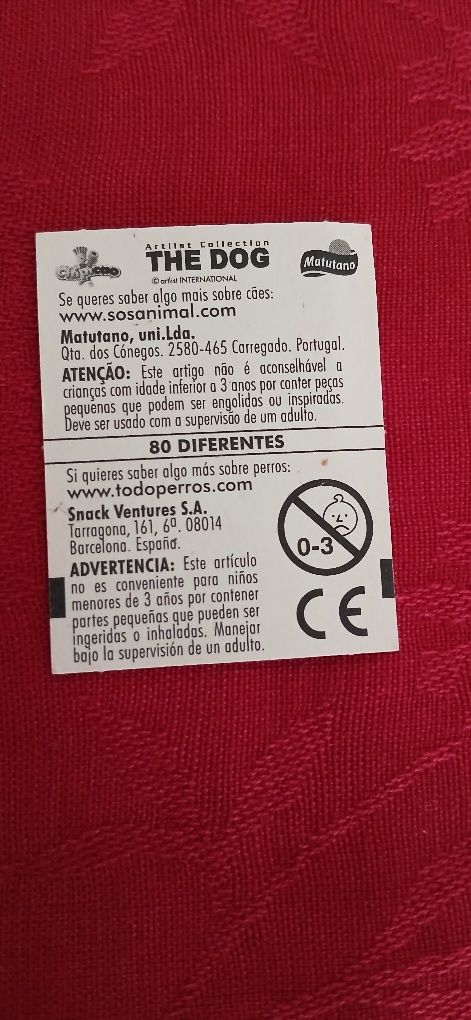 Artlist Collection
THE DOG
© artlist INTERNATIONAL
Matutano
Se queres saber algo mais sobre cães:
www.sosanimal.com
Matutano, uni.Lda.
Qta. dos Cónegos. 2580-465 Carregado. Portugal.
ATENÇÃO: Este artigo não é aconselhável a
crianças com idade inferior a 3 anos por conter peças
pequenas que podem ser engolidas ou inspiradas.
Deve ser usado com a supervisão de um adulto.
80 DIFERENTES
Si quieres saber algo más sobre perros:
www.todoperros.com
Snack Ventures S.A.
Tarragona, 161, 6ª. 08014
Barcelona. España.
ADVERTENCIA: Este artículo
no es conveniente para niños
menores de 3 años por contener
partes pequeñas que pueden ser
ingeridas o inhaladas. Manejar
bajo la supervisión de un adulto.
0-3
CE